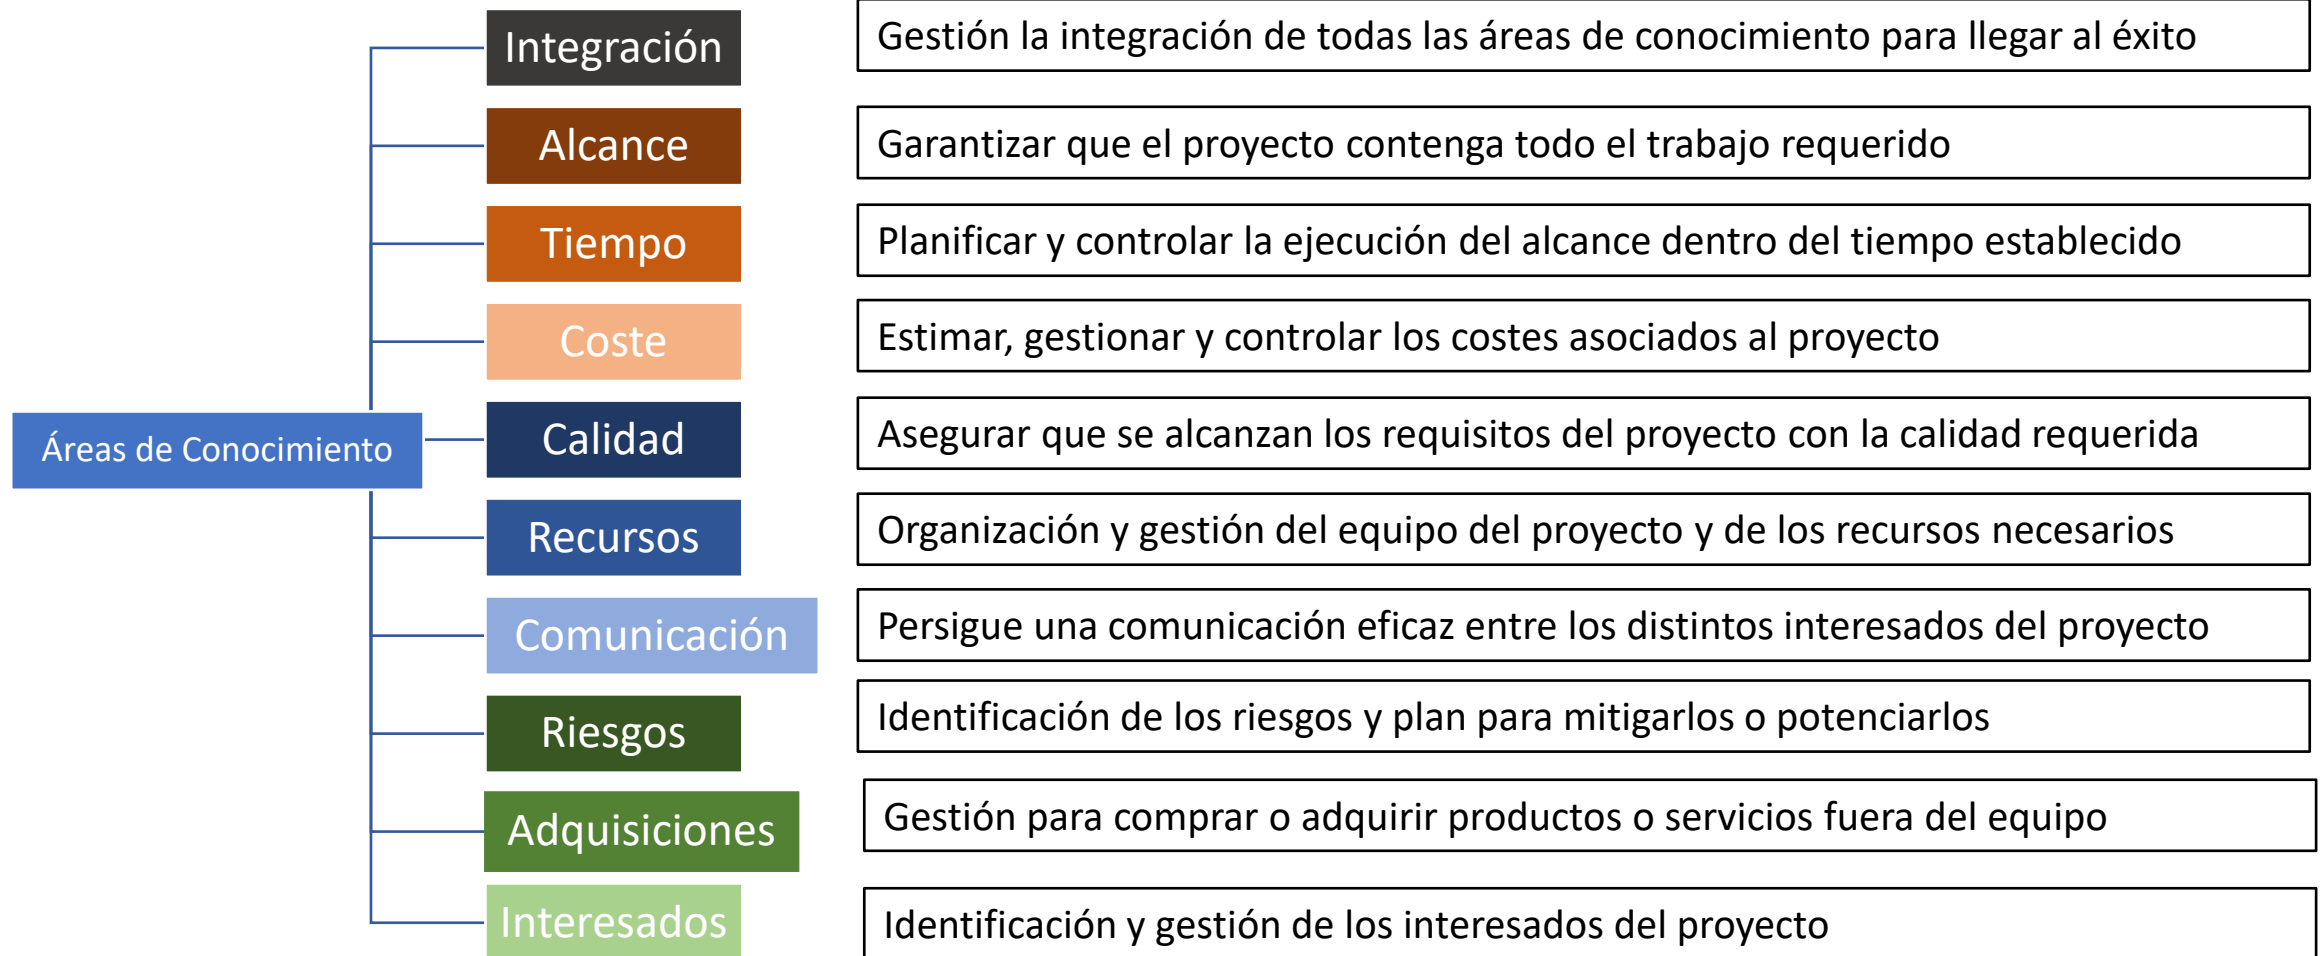 Integración
Gestión la integración de todas las áreas de conocimiento para llegar al éxito
Alcance
Garantizar que el proyecto contenga todo el trabajo requerido
Tiempo
Planificar y controlar la ejecución del alcance dentro del tiempo establecido
Coste
Estimar, gestionar y controlar los costes asociados al proyecto
Áreas de Conocimiento
Calidad
Asegurar que se alcanzan los requisitos del proyecto con la calidad requerida
Recursos
Organización y gestión del equipo del proyecto y de los recursos necesarios
Comunicación
Persigue una comunicación eficaz entre los distintos interesados del proyecto
Riesgos
Identificación de los riesgos y plan para mitigarlos o potenciarlos
Adquisiciones
Gestión para comprar o adquirir productos o servicios fuera del equipo
Interesados
Identificación y gestión de los interesados del proyecto